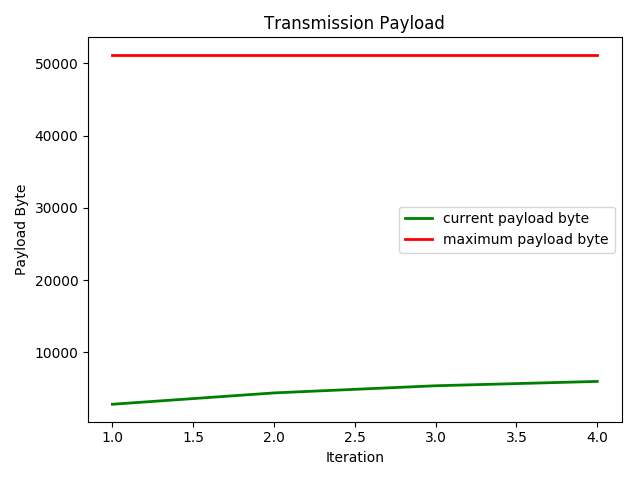 Transmission Payload
Payload Byte
50000
40000
30000
20000
10000
current payload byte
maximum payload byte
1.0 1.5 2.0 2.5 3.0 3.5 4.0
Iteration